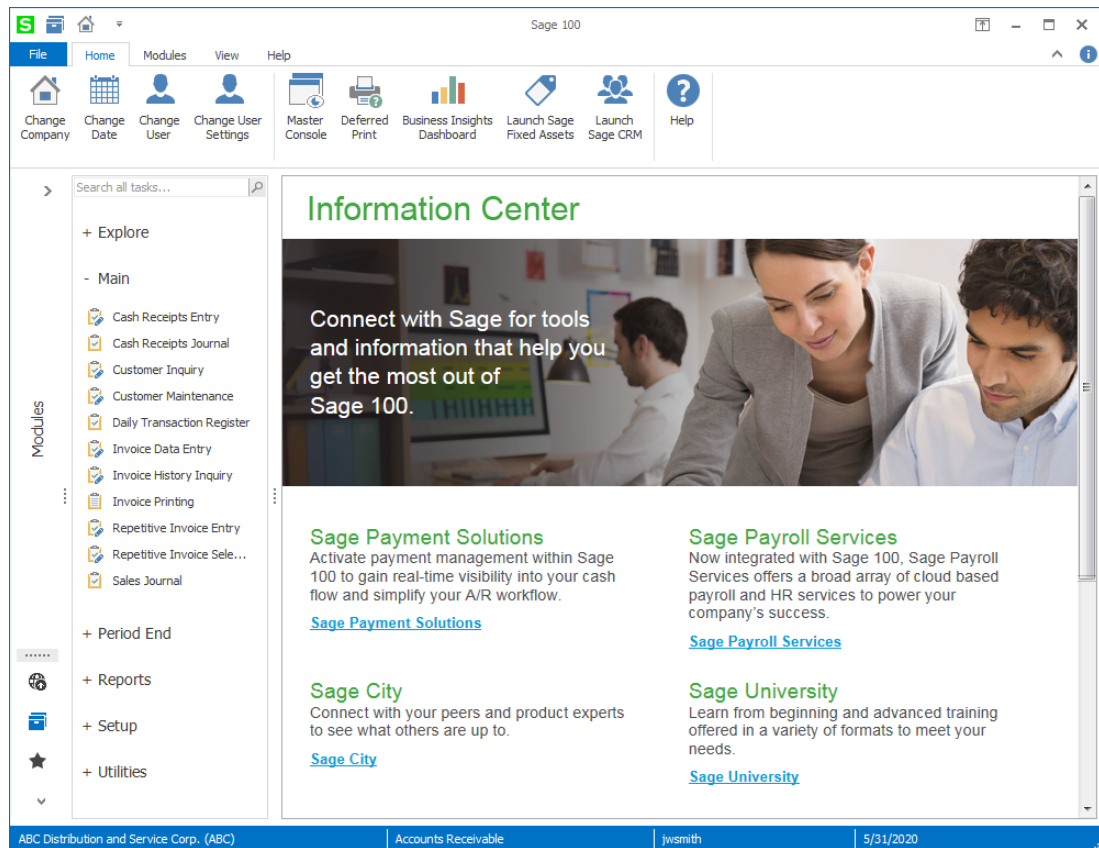 S
Sage 100
File
Home
Modules
View
Help
i
Change Company
Change Date
Change User
Change User Settings
Master Console
Deferred Print
Business Insights Dashboard
Launch Sage Fixed Assets
Launch Sage CRM
Help
Modules
Search all tasks...
+ Explore
- Main
Cash Receipts Entry
Cash Receipts Journal
Customer Inquiry
Customer Maintenance
Daily Transaction Register
Invoice Data Entry
Invoice History Inquiry
Invoice Printing
Repetitive Invoice Entry
Repetitive Invoice Sele...
Sales Journal
+ Period End
+ Reports
+ Setup
+ Utilities
Information Center
Connect with Sage for tools
and information that help you
get the most out of
Sage 100.
Sage Payment Solutions
Activate payment management within Sage
100 to gain real-time visibility into your cash
flow and simplify your A/R workflow.
Sage Payment Solutions
Sage Payroll Services
Now integrated with Sage 100, Sage Payroll
Services offers a broad array of cloud based
payroll and HR services to power your
company's success.
Sage Payroll Services
Sage City
Connect with your peers and product experts
to see what others are up to.
Sage City
Sage University
Learn from beginning and advanced training
offered in a variety of formats to meet your
needs.
Sage University
ABC Distribution and Service Corp. (ABC)
Accounts Receivable
jwsmith
5/31/2020